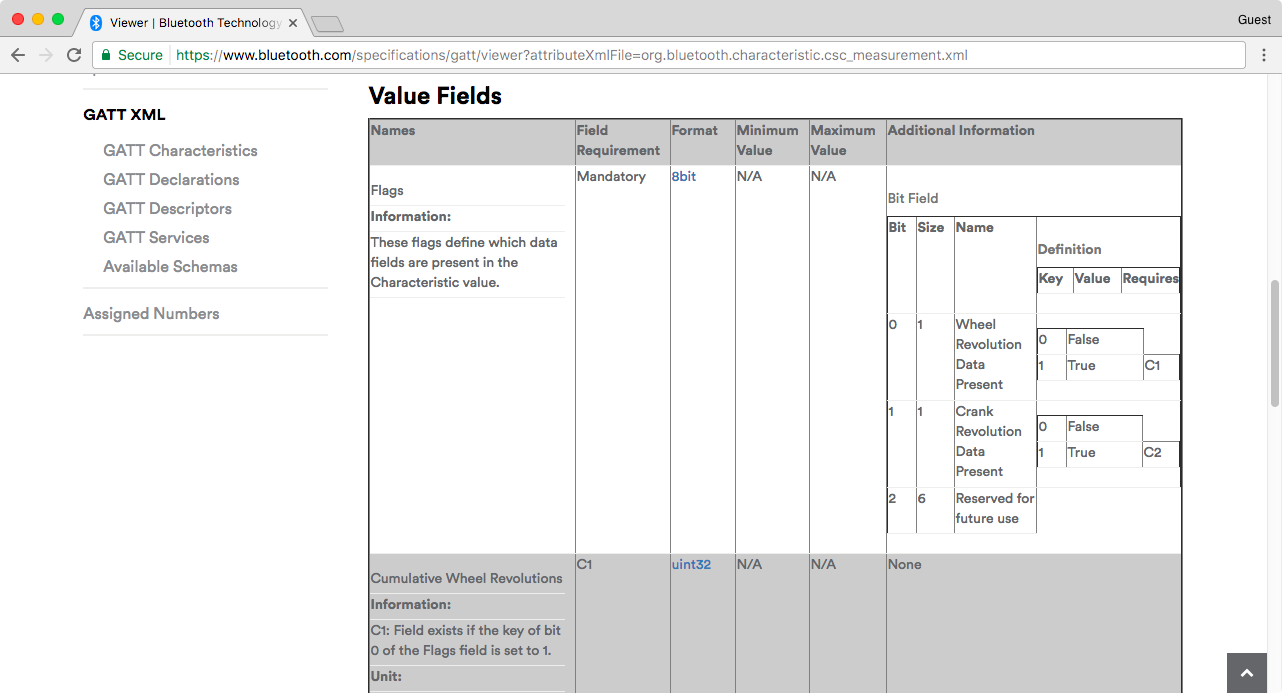 Viewer | Bluetooth Technology
Guest
Secure
https://www.bluetooth.com/specifications/gatt/viewer?attributeXmlFile=org.bluetooth.characteristic.csc_measurement.xml
GATT XML
GATT Characteristics
GATT Declarations
GATT Descriptors
GATT Services
Available Schemas
Assigned Numbers
Value Fields
Names
Field Requirement
Format
Minimum Value
Maximum Value
Additional Information
Flags
Information:
These flags define which data
fields are present in the
Characteristic value.
Mandatory
8bit
N/A
N/A
Bit Field
Bit
Size
Name
Definition
Key Value Requires
0
1
Wheel
Revolution
Data
Present
0 False
1 True C1
1
1
Crank
Revolution
Data
Present
0 False
1 True C2
2
6
Reserved for
future use
Cumulative Wheel Revolutions
Information:
C1: Field exists if the key of bit
0 of the Flags field is set to 1.
Unit:
C1
uint32
N/A
N/A
None